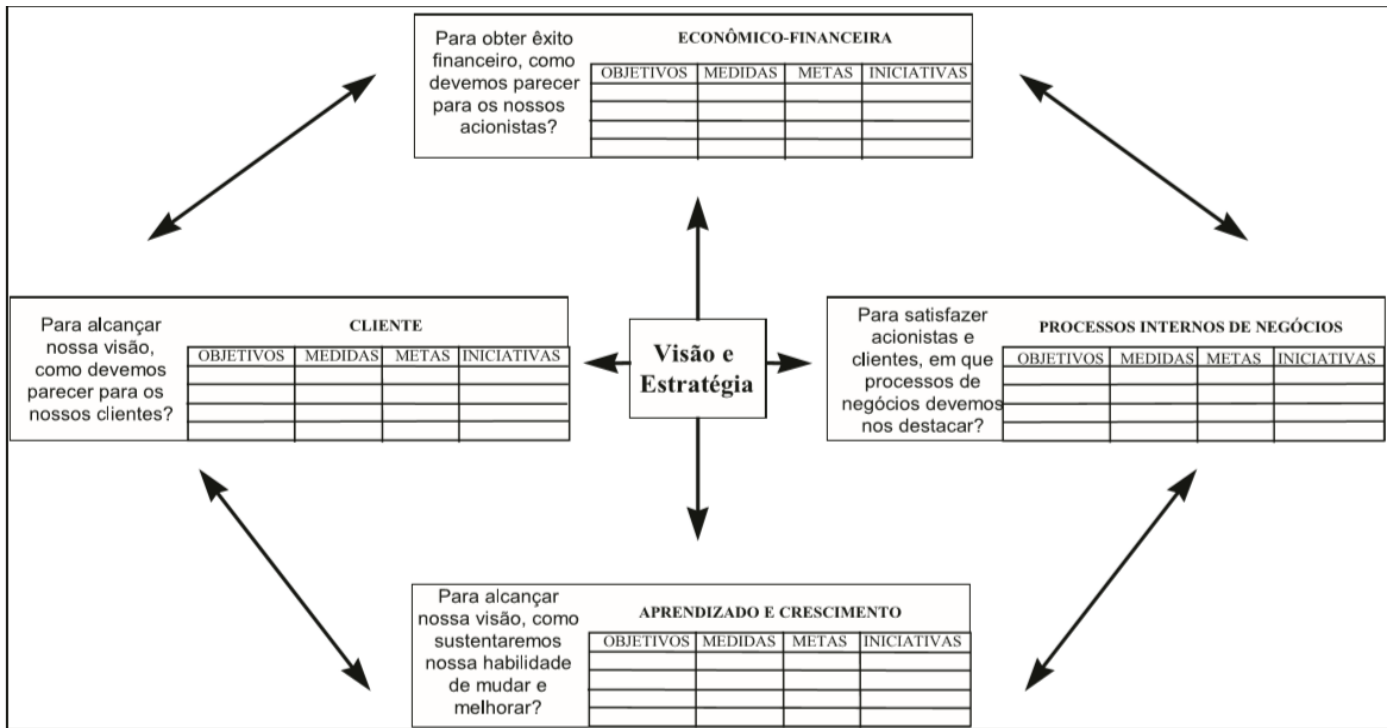 Para obter êxito
financeiro, como
devemos parecer
para os nossos
acionistas?
ECONÔMICO-FINANCEIRA
OBJETIVOS MEDIDAS METAS INICIATIVAS
Para alcançar
nossa visão,
como devemos
parecer para os
nossos clientes?
CLIENTE
OBJETIVOS MEDIDAS METAS INICIATIVAS
Visão e
Estratégia
Para satisfazer
acionistas e
clientes, em que
processos de
negócios devemos
nos destacar?
PROCESSOS INTERNOS DE NEGÓCIOS
OBJETIVOS MEDIDAS METAS INICIATIVAS
Para alcançar
nossa visão, como
sustentaremos
nossa habilidade
de mudar e
melhorar?
APRENDIZADO E CRESCIMENTO
OBJETIVOS MEDIDAS METAS INICIATIVAS